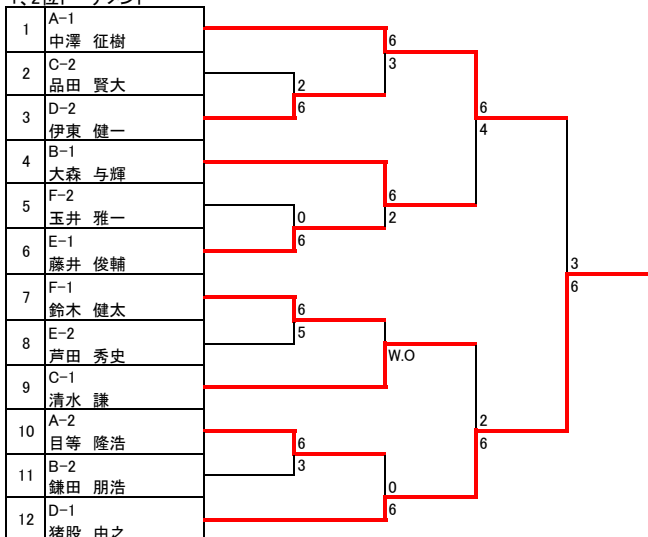 1、2位トーナメント
1
A-1
中澤 征樹
2
C-2
品田 賢大
3
D-2
伊東 健一
4
B-1
大森 与輝
5
F-2
玉井 雅一
6
E-1
藤井 俊輔
7
F-1
鈴木 健太
8
E-2
芦田 秀史
9
C-1
清水 謙
10
A-2
目等 隆浩
11
B-2
鎌田 朋浩
12
D-1
猪股 由之
6
3
2
6
6
4
6
2
0
6
3
6
6
5
W.O
2
6
6
3
0
6